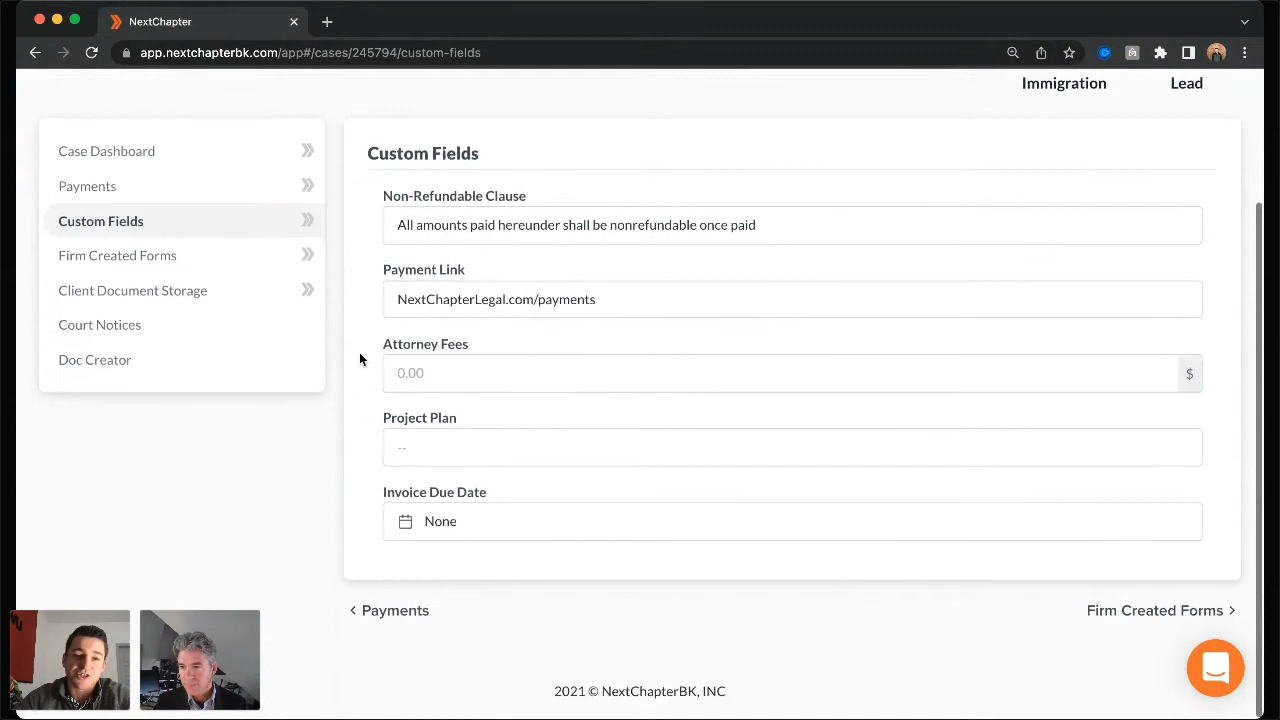 NextChapter
app.nextchapterbk.com/app#/cases/245794/custom-fields
Immigration
Lead
Case Dashboard
Payments
Custom Fields
Firm Created Forms
Client Document Storage
Court Notices
Doc Creator
Custom Fields
Non-Refundable Clause
All amounts paid hereunder shall be nonrefundable once paid
Payment Link
NextChapterLegal.com/payments
Attorney Fees
0.00
$
Project Plan
--
Invoice Due Date
None
Payments
Firm Created Forms
2021 © NextChapterBK, INC